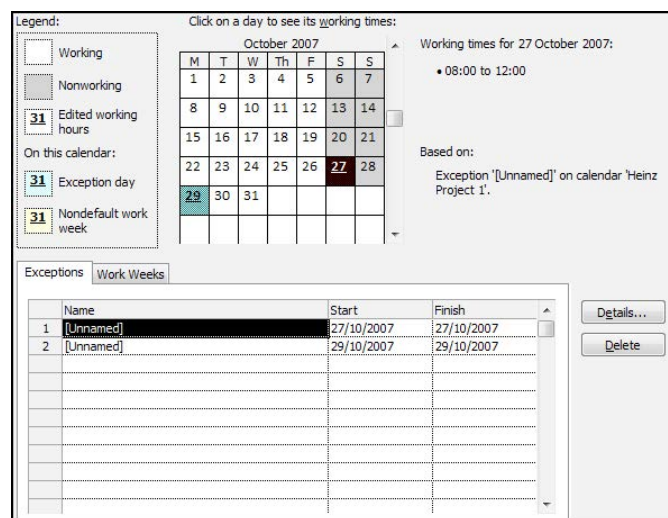 Legend:
Working
Nonworking
31 Edited working
hours
On this calendar:
31 Exception day
31 Nondefault work
week
Click on a day to see its working times:
October 2007
M T W Th F S S
1 2 3 4 5 6 7
8 9 10 11 12 13 14
15 16 17 18 19 20 21
22 23 24 25 26 27 28
29 30 31
Working times for 27 October 2007:
• 08:00 to 12:00
Based on:
Exception '[Unnamed]' on calendar 'Heinz
Project 1'.
Exceptions Work Weeks
Name Start Finish
1 [Unnamed] 27/10/2007 27/10/2007
2 [Unnamed] 29/10/2007 29/10/2007
Details...
Delete